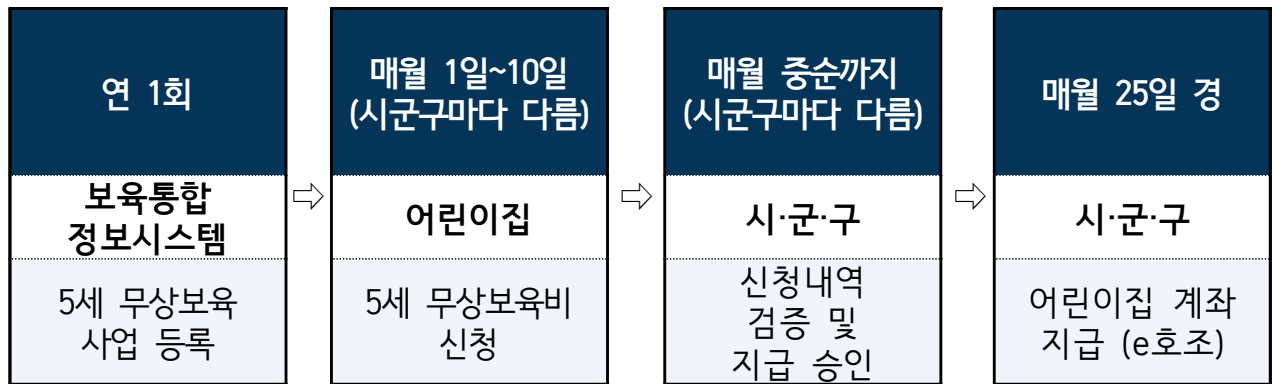 연 1회
보육통합
정보시스템
5세 무상보육
사업 등록
⇨
매월 1일~10일
(시군구마다 다름)
어린이집
5세 무상보육비
신청
⇨
매월 중순까지
(시군구마다 다름)
시·군·구
신청내역
검증 및
지급 승인
⇨
매월 25일 경
시·군·구
어린이집 계좌
지급 (e호조)